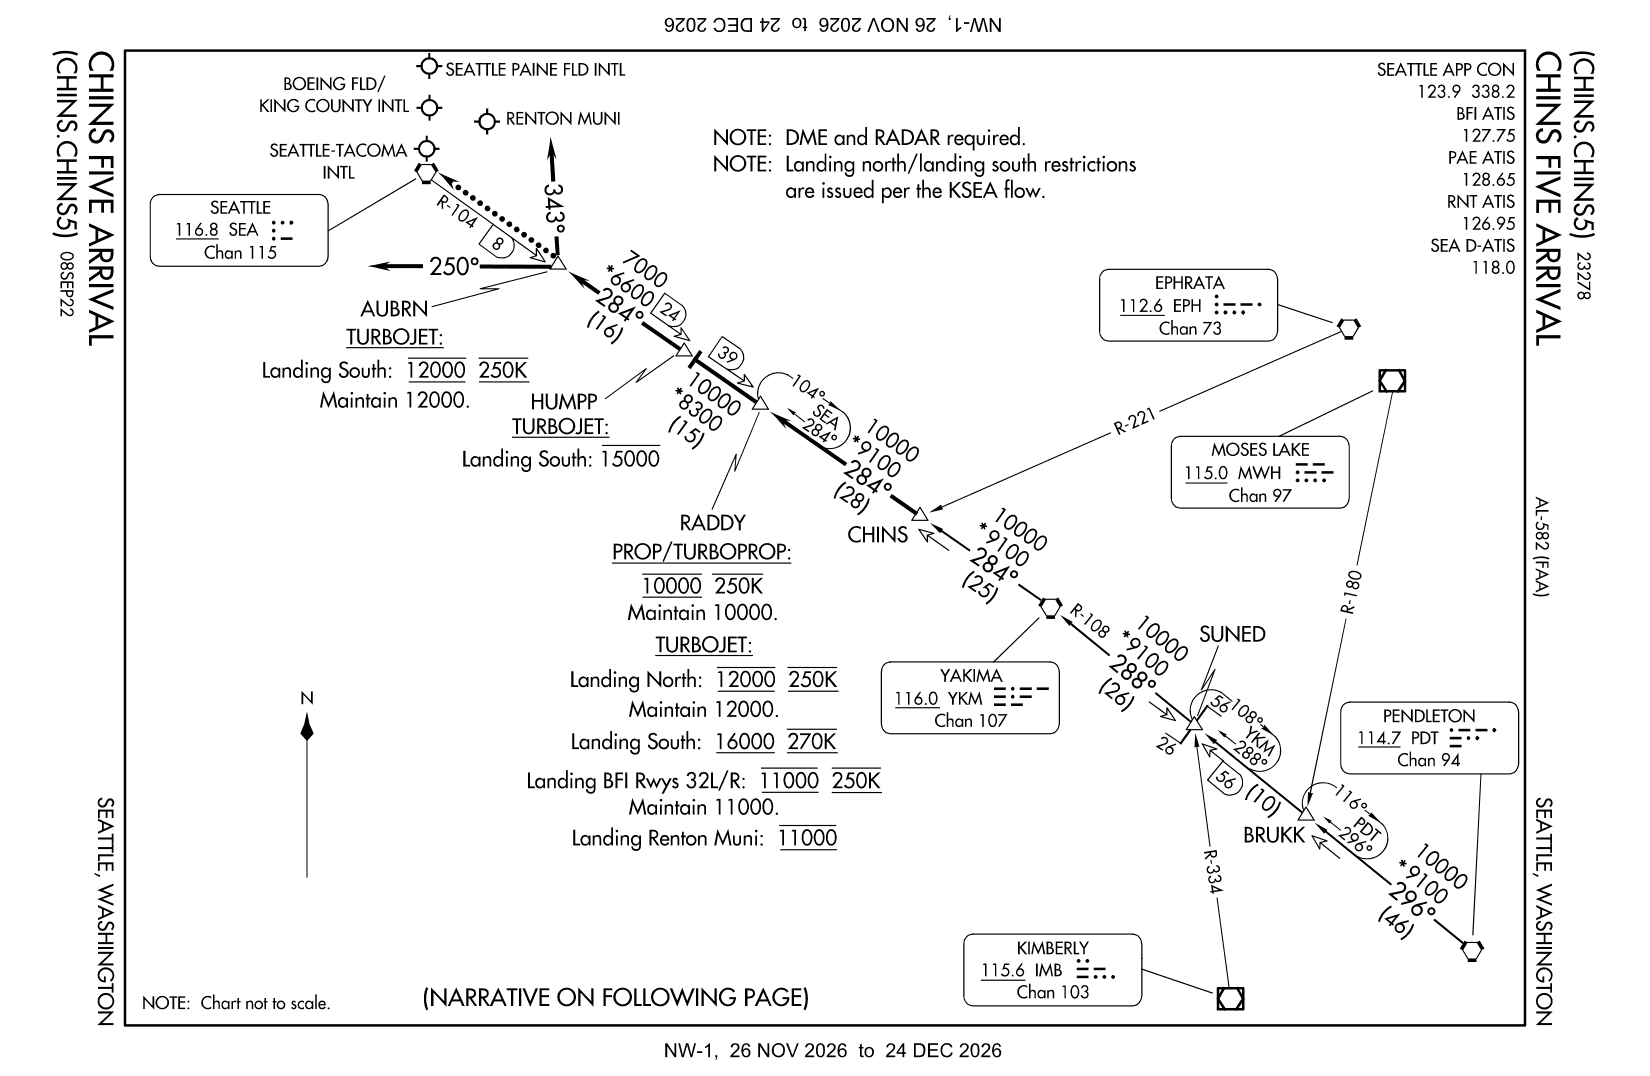 NW-1, 26 NOV 2026 to 24 DEC 2026
(CHINS.CHINS5) 08SEP22
CHINS FIVE ARRIVAL
SEATTLE, WASHINGTON
(CHINS.CHINS5) 23278
CHINS FIVE ARRIVAL
AL-582 (FAA)
SEATTLE, WASHINGTON
SEATTLE APP CON
123.9 338.2
BFI ATIS
127.75
PAE ATIS
128.65
RNT ATIS
126.95
SEA D-ATIS
118.0
NOTE: DME and RADAR required.
NOTE: Landing north/landing south restrictions
are issued per the KSEA flow.
SEATTLE PAINE FLD INTL
BOEING FLD/
KING COUNTY INTL
RENTON MUNI
SEATTLE-TACOMA
INTL
SEATTLE
116.8 SEA
Chan 115
R-104
8
343°
250°
AUBRN
TURBOJET:
Landing South: 12000 250K
Maintain 12000.
7000
*6600
284°
(16)
24
HUMPP
TURBOJET:
Landing South: 15000
39
10000
*8300
(15)
104°
SEA
284°
RADDY
PROP/TURBOPROP:
10000 250K
Maintain 10000.
TURBOJET:
Landing North: 12000 250K
Maintain 12000.
Landing South: 16000 270K
Landing BFI Rwys 32L/R: 11000 250K
Maintain 11000.
Landing Renton Muni: 11000
10000
*9100
284°
(28)
CHINS
EPHRATA
112.6 EPH
Chan 73
R-221
MOSES LAKE
115.0 MWH
Chan 97
R-180
10000
*9100
284°
(25)
YAKIMA
116.0 YKM
Chan 107
R-108
10000
*9100
288°
(26)
SUNED
56
26
108°
YKM
288°
56
(10)
BRUKK
116°
PDT
296°
PENDLETON
114.7 PDT
Chan 94
10000
*9100
296°
(46)
R-334
KIMBERLY
115.6 IMB
Chan 103
N
NOTE: Chart not to scale.
(NARRATIVE ON FOLLOWING PAGE)
NW-1, 26 NOV 2026 to 24 DEC 2026